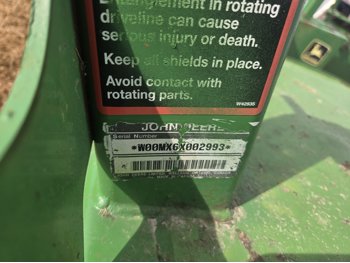 Entanglement in rotating
driveline can cause
serious injury or death.
Keep all shields in place.
Avoid contact with
rotating parts.
W42935
JOHN DEERE
Serial Number
*W00MX6X002993*